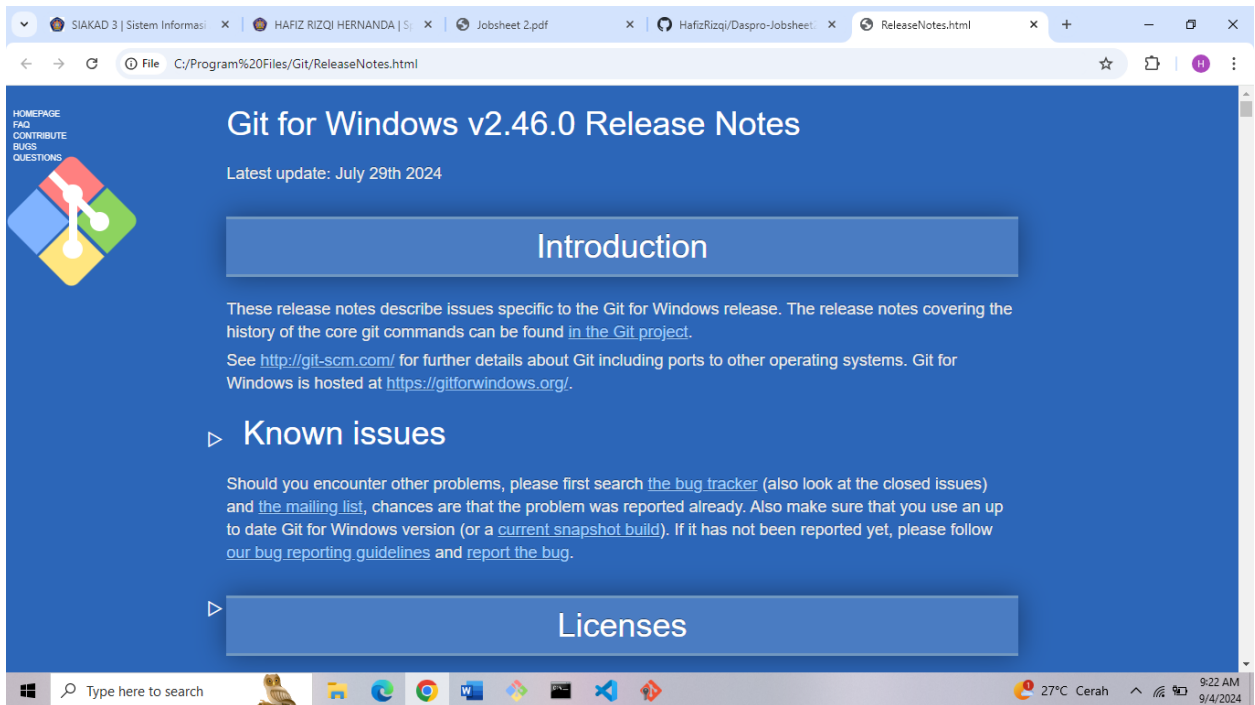 SIAKAD 3 | Sistem Informasi
HAFIZ RIZQI HERNANDA | Sp
Jobsheet 2.pdf
HafizRizqi/Daspro-Jobsheet2
ReleaseNotes.html
File C:/Program%20Files/Git/ReleaseNotes.html
H
HOMEPAGE
FAQ
CONTRIBUTE
BUGS
QUESTIONS
Git for Windows v2.46.0 Release Notes
Latest update: July 29th 2024
Introduction
These release notes describe issues specific to the Git for Windows release. The release notes covering the
history of the core git commands can be found in the Git project.
See http://git-scm.com/ for further details about Git including ports to other operating systems. Git for
Windows is hosted at https://gitforwindows.org/.
Known issues
Should you encounter other problems, please first search the bug tracker (also look at the closed issues)
and the mailing list, chances are that the problem was reported already. Also make sure that you use an up
to date Git for Windows version (or a current snapshot build). If it has not been reported yet, please follow
our bug reporting guidelines and report the bug.
Licenses
Type here to search
1
27°C Cerah
9:22 AM
9/4/2024